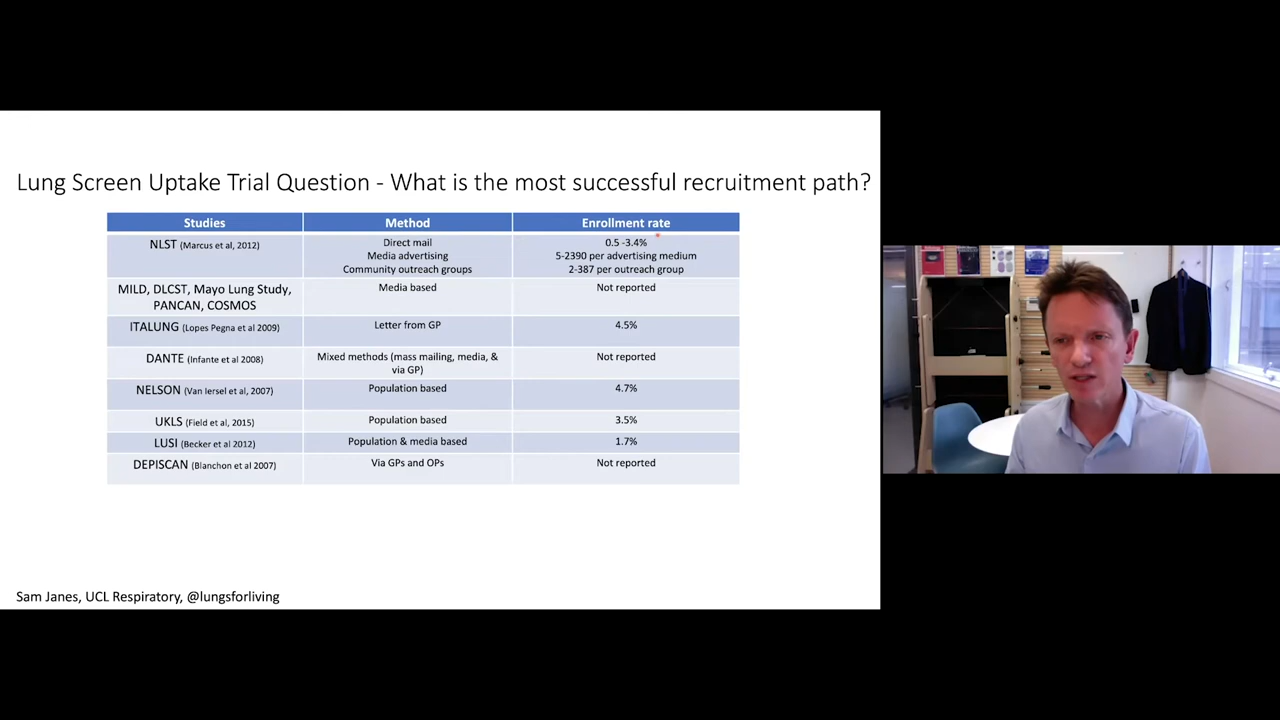 Lung Screen Uptake Trial Question - What is the most successful recruitment path?
Studies Method Enrollment rate
NLST (Marcus et al, 2012) Direct mail 0.5 -3.4%
Media advertising 5-2390 per advertising medium
Community outreach groups 2-387 per outreach group
MILD, DLCST, Mayo Lung Study, Media based Not reported
PANCAN, COSMOS
ITALUNG (Lopes Pegna et al 2009) Letter from GP 4.5%
DANTE (Infante et al 2008) Mixed methods (mass mailing, media, & Not reported
via GP)
NELSON (Van Iersel et al, 2007) Population based 4.7%
UKLS (Field et al, 2015) Population based 3.5%
LUSI (Becker et al 2012) Population & media based 1.7%
DEPISCAN (Blanchon et al 2007) Via GPs and OPs Not reported
Sam Janes, UCL Respiratory, @lungsforliving